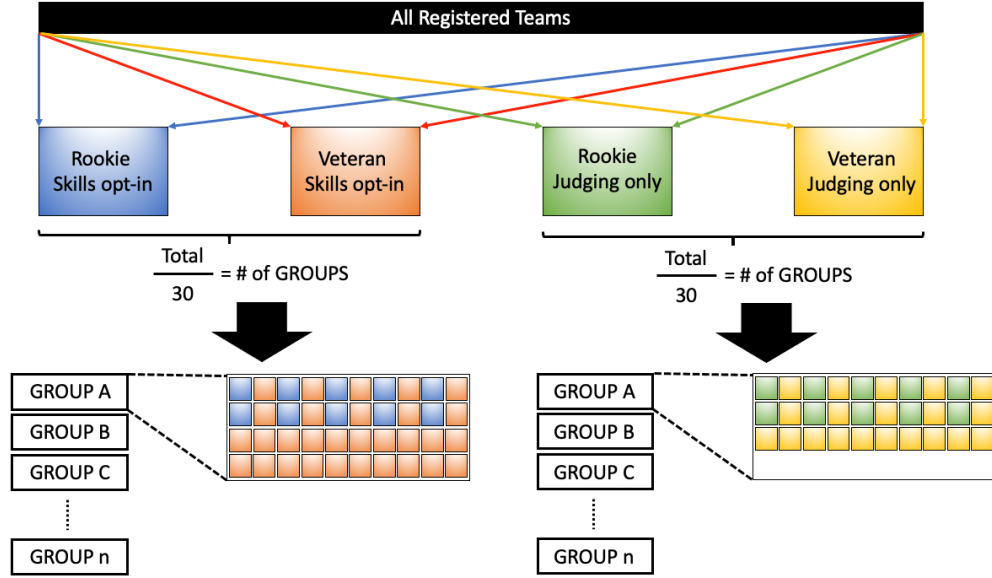 All Registered Teams
Rookie
Skills opt-in
Veteran
Skills opt-in
Rookie
Judging only
Veteran
Judging only
Total
30
= # of GROUPS
Total
30
= # of GROUPS
GROUP A
GROUP B
GROUP C
GROUP n
GROUP A
GROUP B
GROUP C
GROUP n